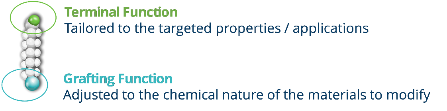 Terminal Function
Tailored to the targeted properties / applications
Grafting Function
Adjusted to the chemical nature of the materials to modify